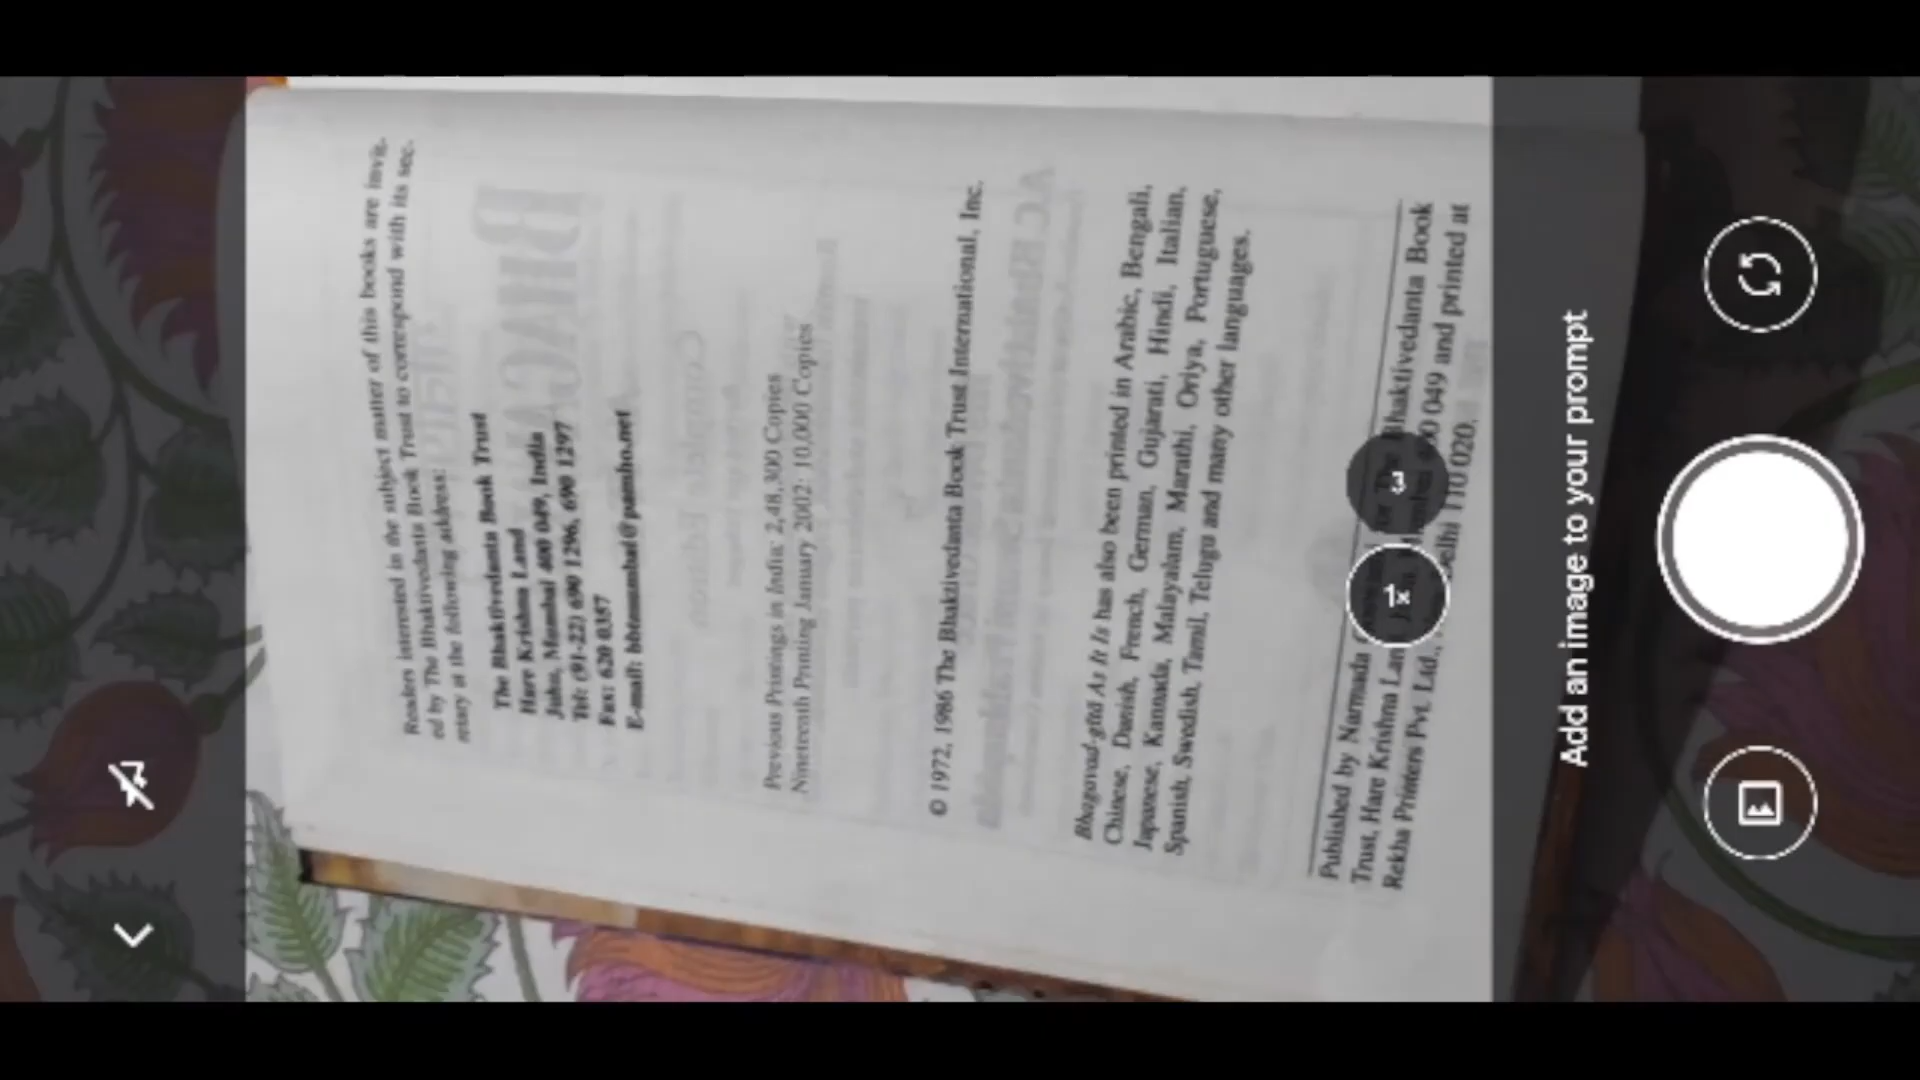 Readers interested in the subject matter of this books are invit-
ed by The Bhaktivedanta Book Trust to correspond with its sec-
retary at the following address:
The Bhaktivedanta Book Trust
Hare Krishna Land
Juhu, Mumbai 400 049, India
Tel: (91-22) 690 1296, 690 1297
Fax: 620 0357
E-mail: bbtmumbai@pamho.net
Previous Printings in India: 2,48,300 Copies
Nineteenth Printing January 2002: 10,000 Copies
© 1972, 1986 The Bhaktivedanta Book Trust International, Inc.
Bhagavad-gītā As It Is has also been printed in Arabic, Bengali,
Chinese, Danish, French, German, Gujarati, Hindi, Italian,
Japanese, Kannada, Malayalam, Marathi, Oriya, Portuguese,
Spanish, Swedish, Tamil, Telugu and many other languages.
Published by Narmada for The Bhaktivedanta Book
Trust, Hare Krishna Land, 049 and printed at
Rekha Printers Pvt. Ltd., 110 020.
3
1x
Add an image to your prompt